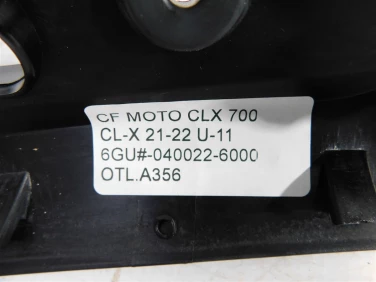 CF MOTO CLX 700
CL-X 21-22 U-11
6GU#-040022-6000
OTL.A356